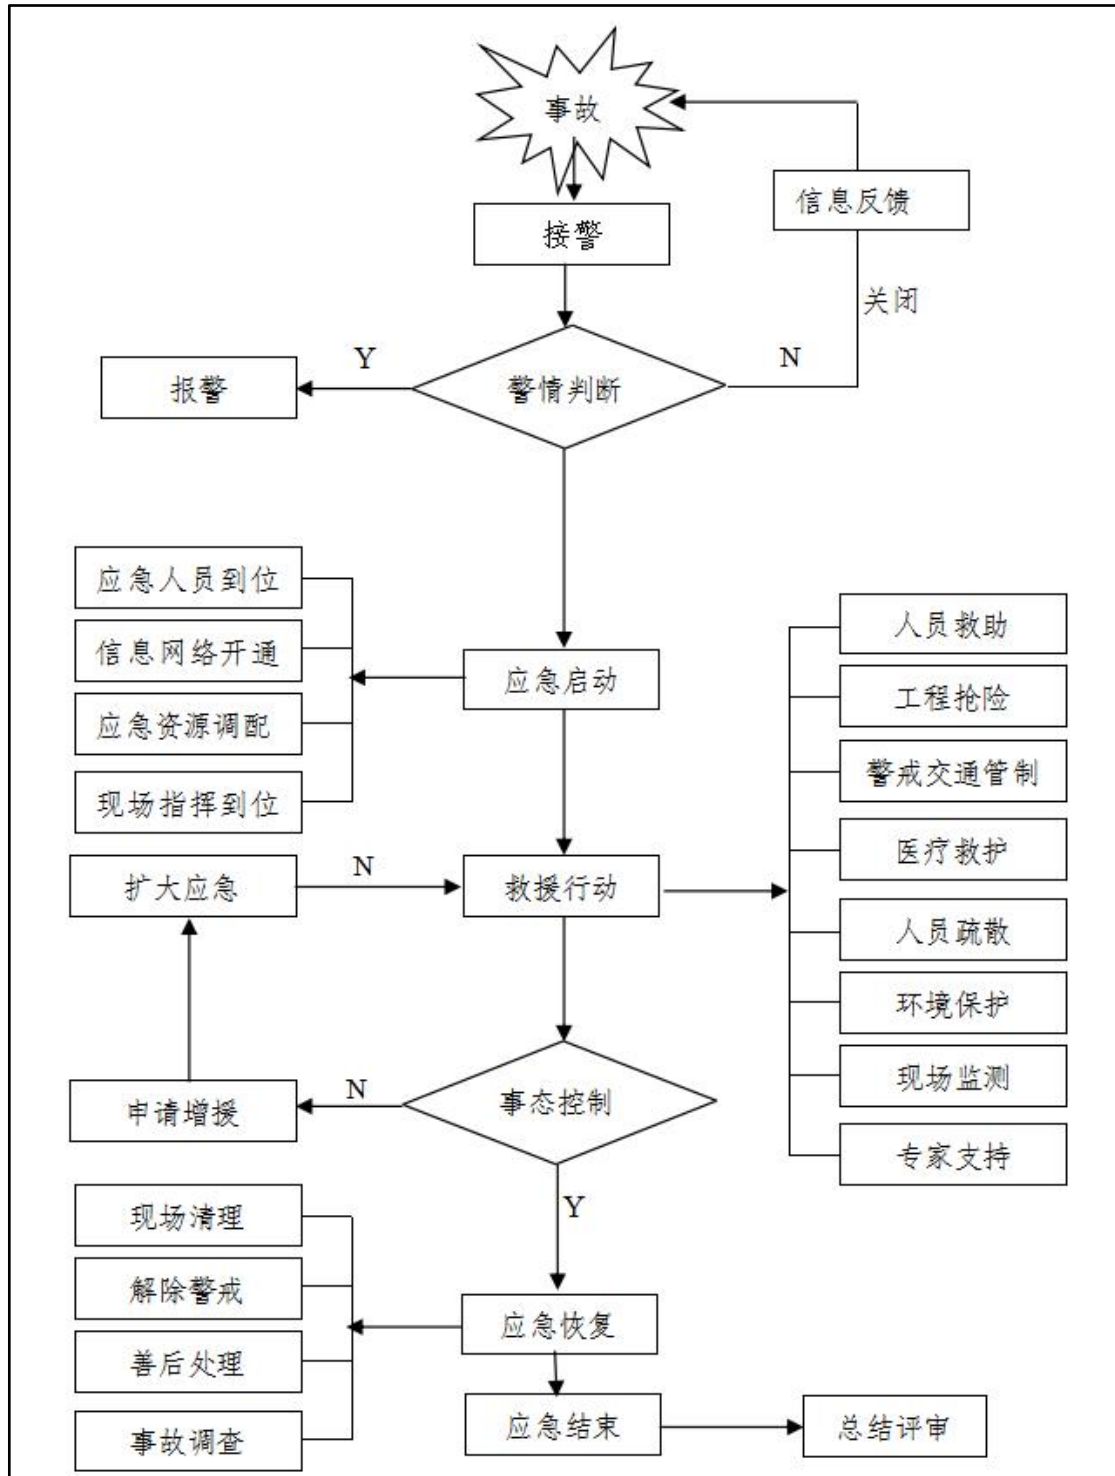 事故
信息反馈
接警
关闭
Y
N
报警
警情判断
应急人员到位
信息网络开通
应急启动
应急资源调配
现场指挥到位
人员救助
工程抢险
警戒交通管制
医疗救护
人员疏散
环境保护
现场监测
专家支持
扩大应急
N
救援行动
申请增援
N
事态控制
Y
现场清理
解除警戒
应急恢复
善后处理
事故调查
应急结束
总结评审